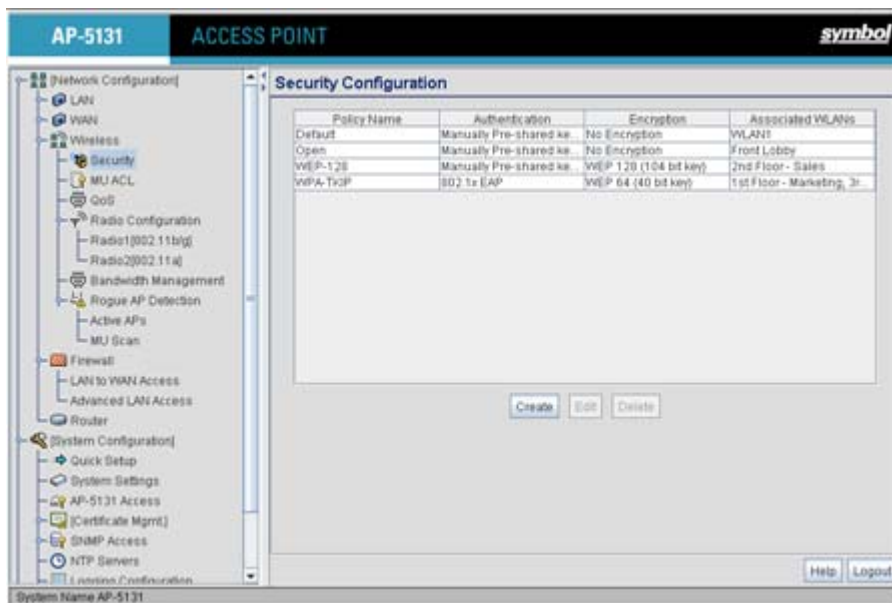 AP-5131 ACCESS POINT symbol
[Network Configuration]
LAN
WAN
Wireless
Security
MU ACL
QoS
Radio Configuration
Radio1[802.11b/g]
Radio2[802.11a]
Bandwidth Management
Rogue AP Detection
Active APs
MU Scan
Firewall
LAN to WAN Access
Advanced LAN Access
Router
[System Configuration]
Quick Setup
System Settings
AP-5131 Access
[Certificate Mgmt.]
SNMP Access
NTP Servers
Logging Configuration
Security Configuration
Policy Name Authentication Encryption Associated WLANs
Default Manually Pre-shared ke... No Encryption WLAN1
Open Manually Pre-shared ke... No Encryption Front Lobby
WEP-128 Manually Pre-shared ke... WEP 128 (104 bit key) 2nd Floor - Sales
WPA-TKIP 802.1x EAP WEP 64 (40 bit key) 1st Floor - Marketing, 3r...
Create Edit Delete
Help Logout
System Name AP-5131